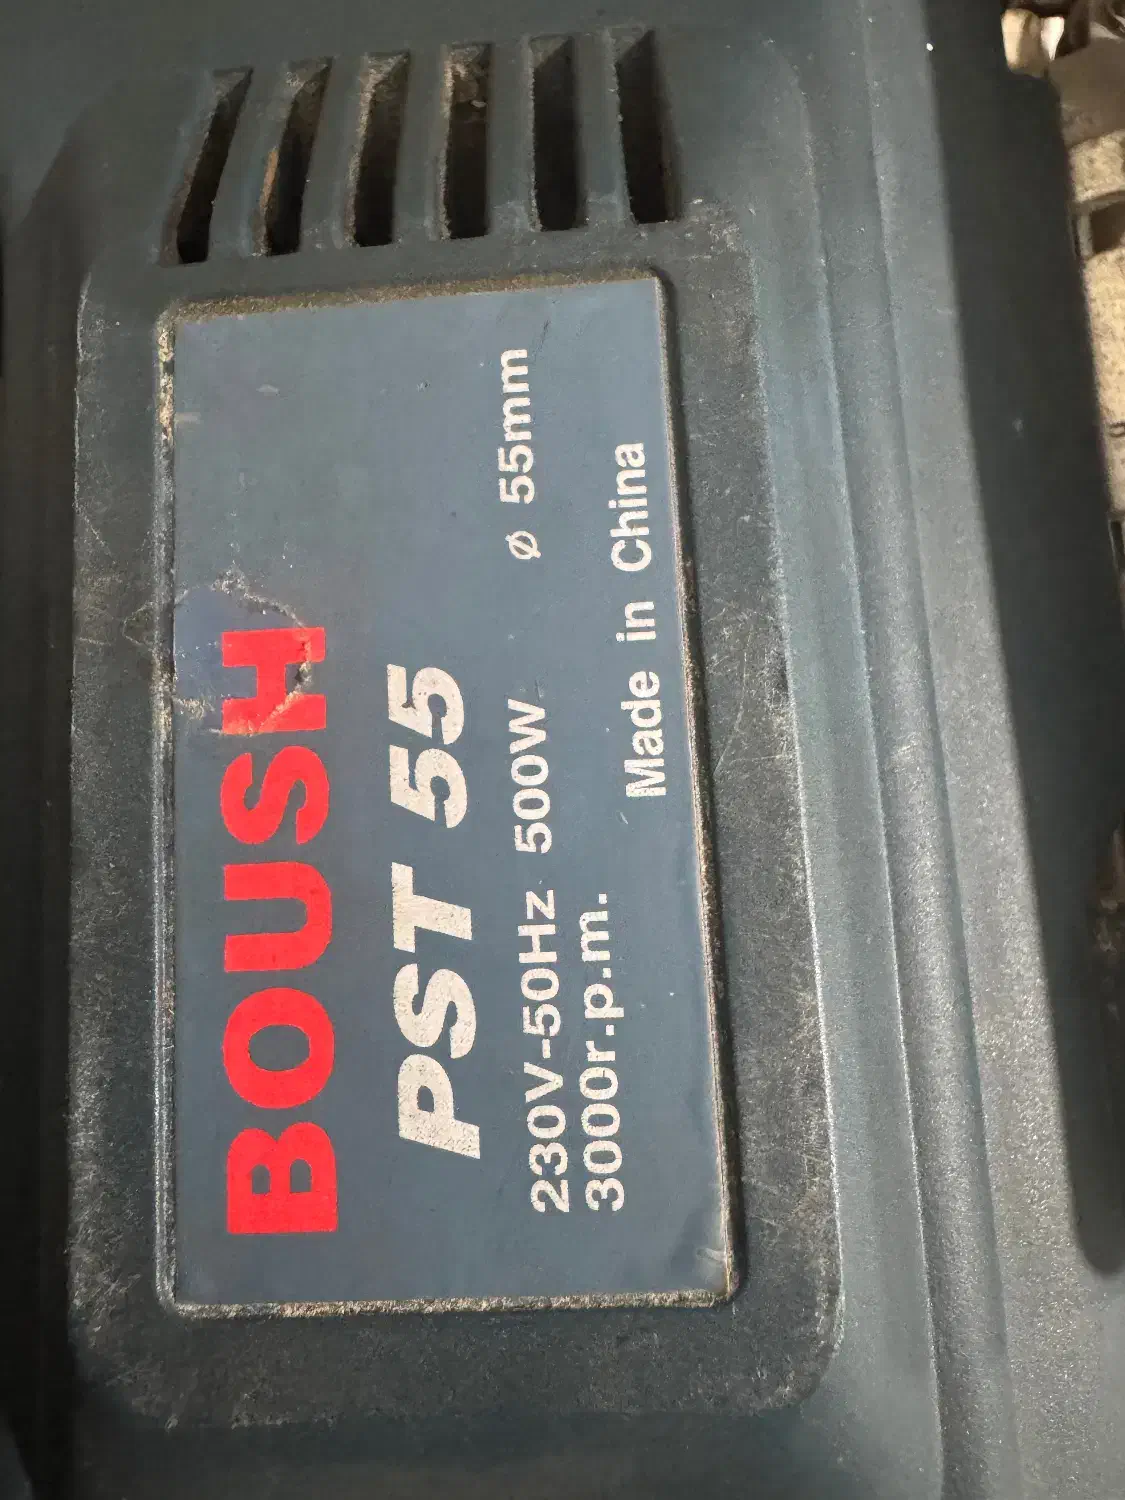 BOUSH
PST 55
230V-50Hz 500W ø 55mm
3000r.p.m.
Made in China